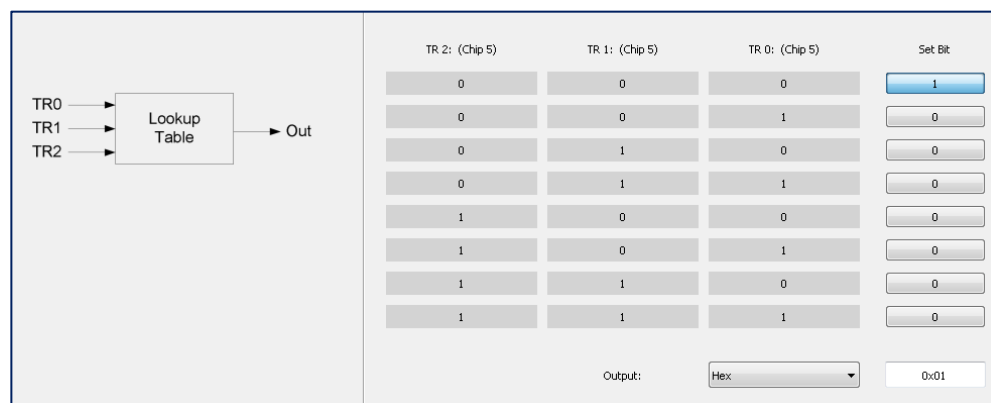 TR0
TR1
TR2
Lookup
Table
Out
TR 2: (Chip 5) TR 1: (Chip 5) TR 0: (Chip 5) Set Bit
0 0 0 1
0 0 1 0
0 1 0 0
0 1 1 0
1 0 0 0
1 0 1 0
1 1 0 0
1 1 1 0
Output: Hex 0x01